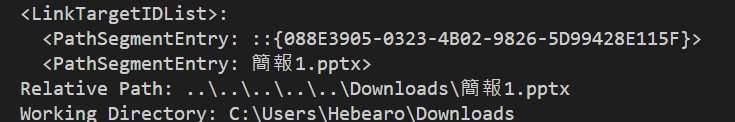 <LinkTargetIDList>:
<PathSegmentEntry: ::{088E3905-0323-4B02-9826-5D99428E115F}>
<PathSegmentEntry: 簡報1.pptx>
Relative Path: ..\..\..\..\..\Downloads\簡報1.pptx
Working Directory: C:\Users\Hebearo\Downloads